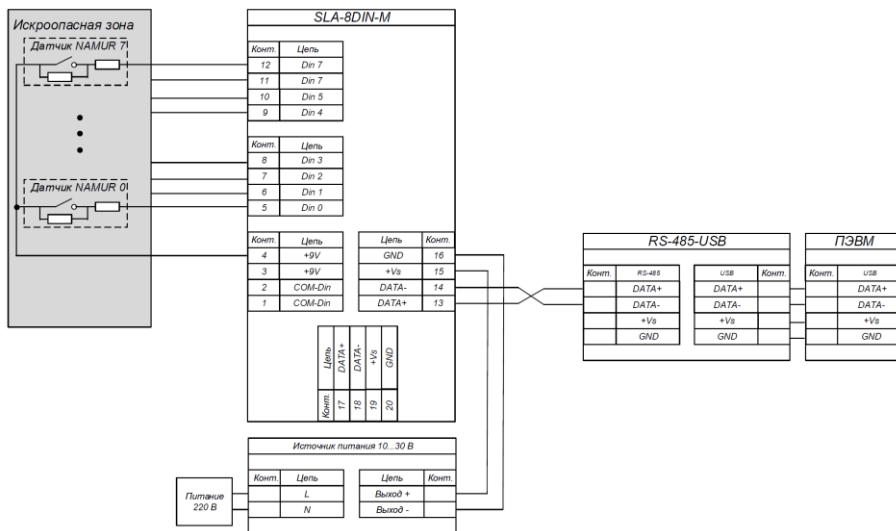 Искроопасная зона
Датчик NAMUR 7
Датчик NAMUR 0
SLA-8DIN-M
Конт. Цепь
12 Din 7
11 Din 7
10 Din 5
9 Din 4
Конт. Цепь
8 Din 3
7 Din 2
6 Din 1
5 Din 0
Конт. Цепь
4 +9V
3 +9V
2 COM-Din
1 COM-Din
Цепь Конт.
GND 16
+Vs 15
DATA- 14
DATA+ 13
Цепь DATA+ DATA- +Vs GND
Конт. 17 18 19 20
RS-485-USB
Конт. RS-485
DATA+
DATA-
+Vs
GND
USB Конт.
DATA+
DATA-
+Vs
GND
ПЭВМ
Конт. USB
DATA+
DATA-
+Vs
GND
Источник питания 10...30 В
Конт. Цепь
L
N
Цепь Конт.
Выход +
Выход -
Питание
220 В